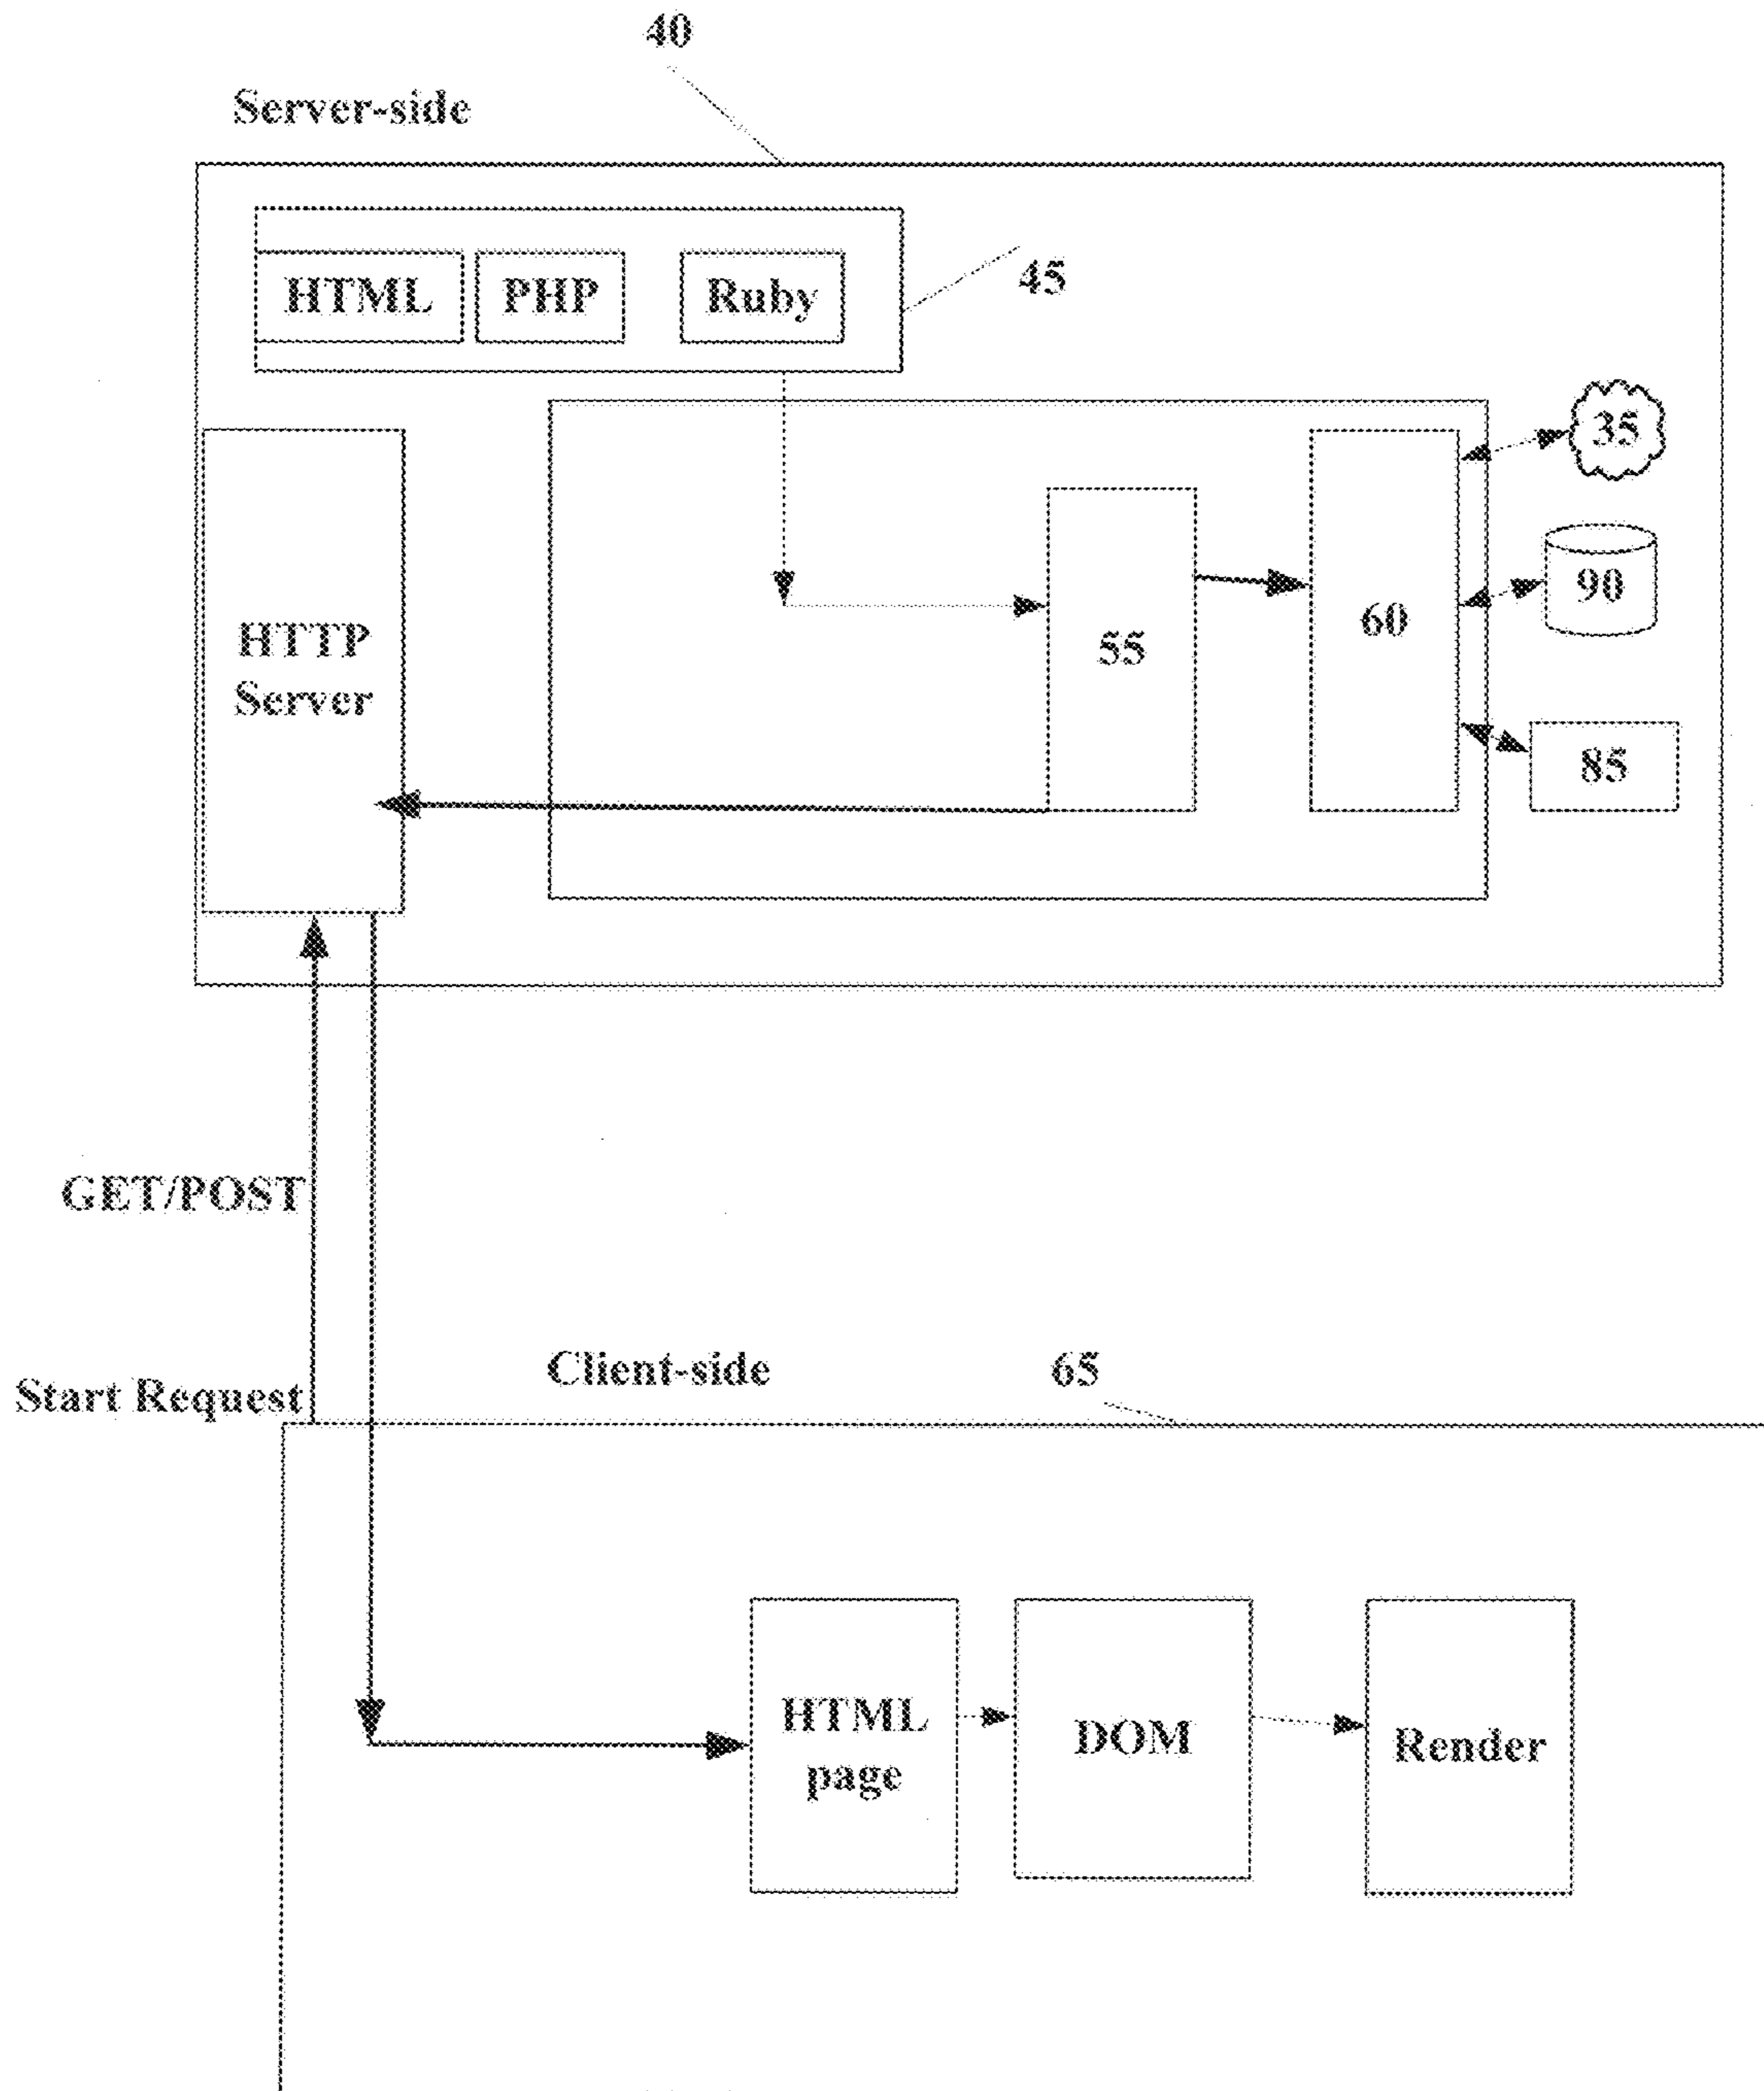 40
Server-side
HTML PHP Ruby
45
35
90
60
55
HTTP
Server
85
GET/POST
Client-side 65
Start Request
HTML
page
DOM
Render